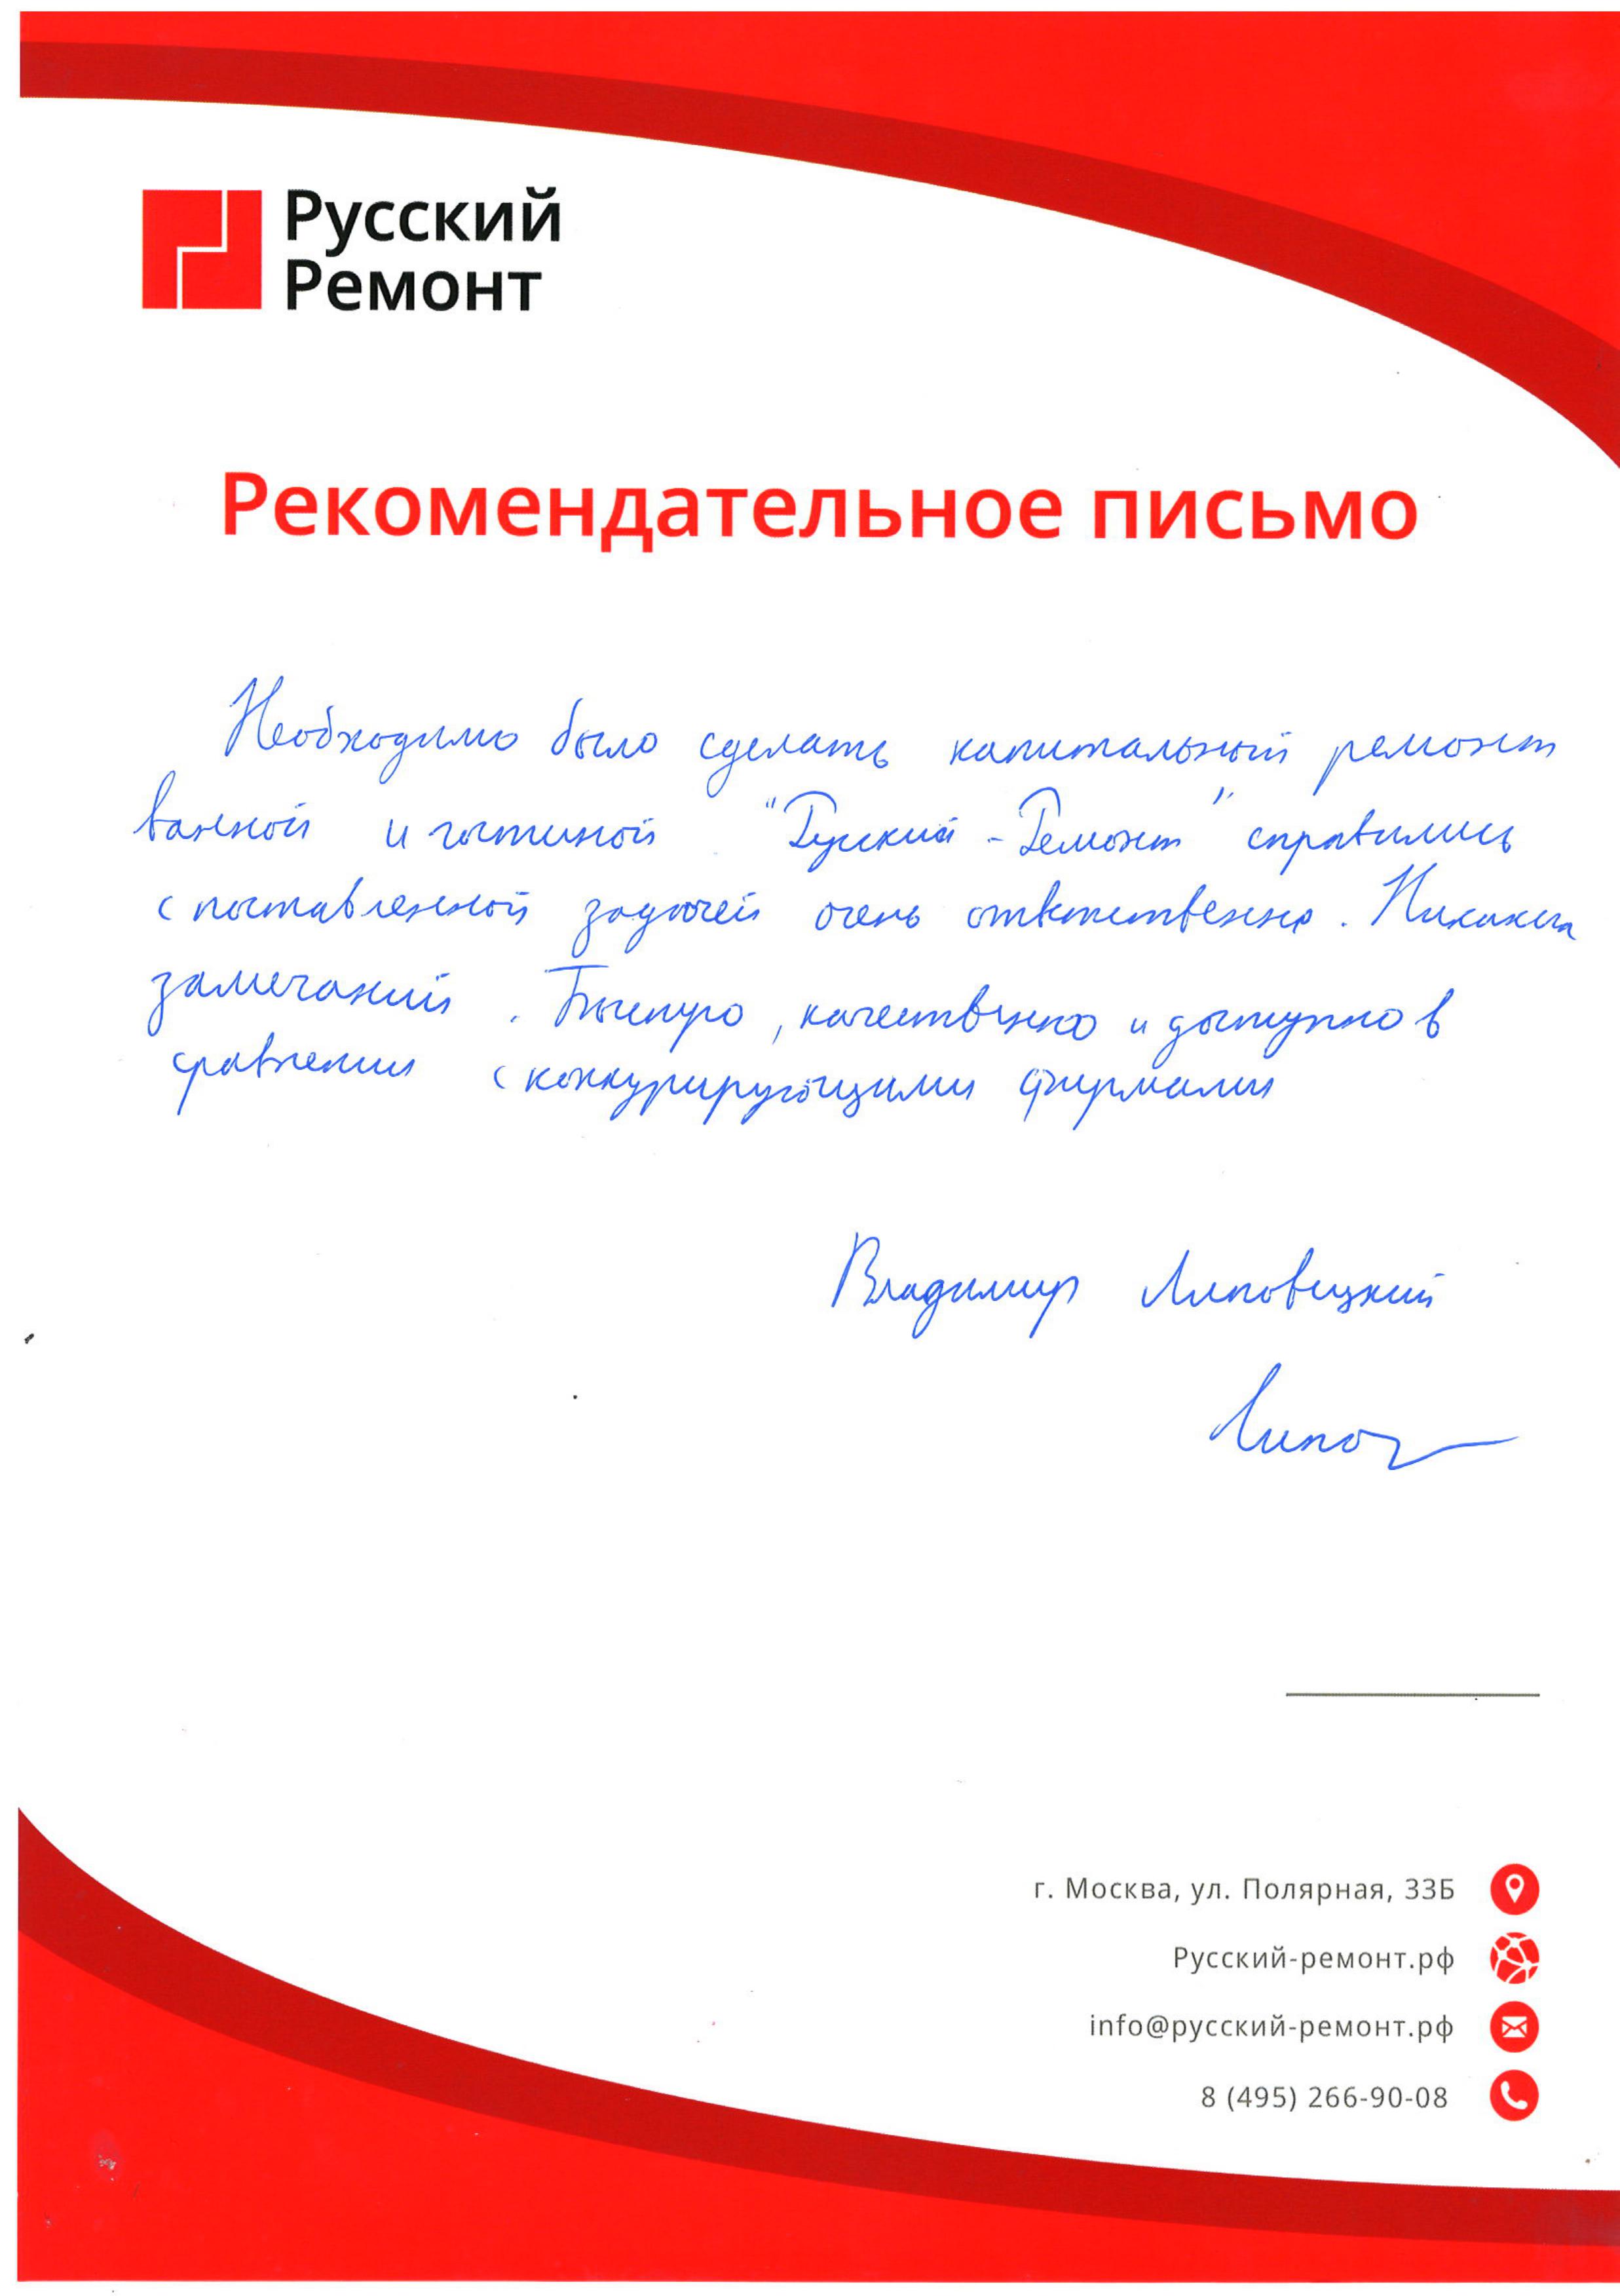 Русский
Ремонт
Рекомендательное письмо
Необходимо было сделать капитальный ремонт
ванной и гостиной "Русский - Ремонт" справились
с поставленной задачей очень ответственно. Никаких
замечаний. Быстро, качественно и доступно в
сравнении с конкурирующими фирмами
Владимир Липовецкий
г. Москва, ул. Полярная, 33Б
Русский-ремонт.рф
info@русский-ремонт.рф
8 (495) 266-90-08